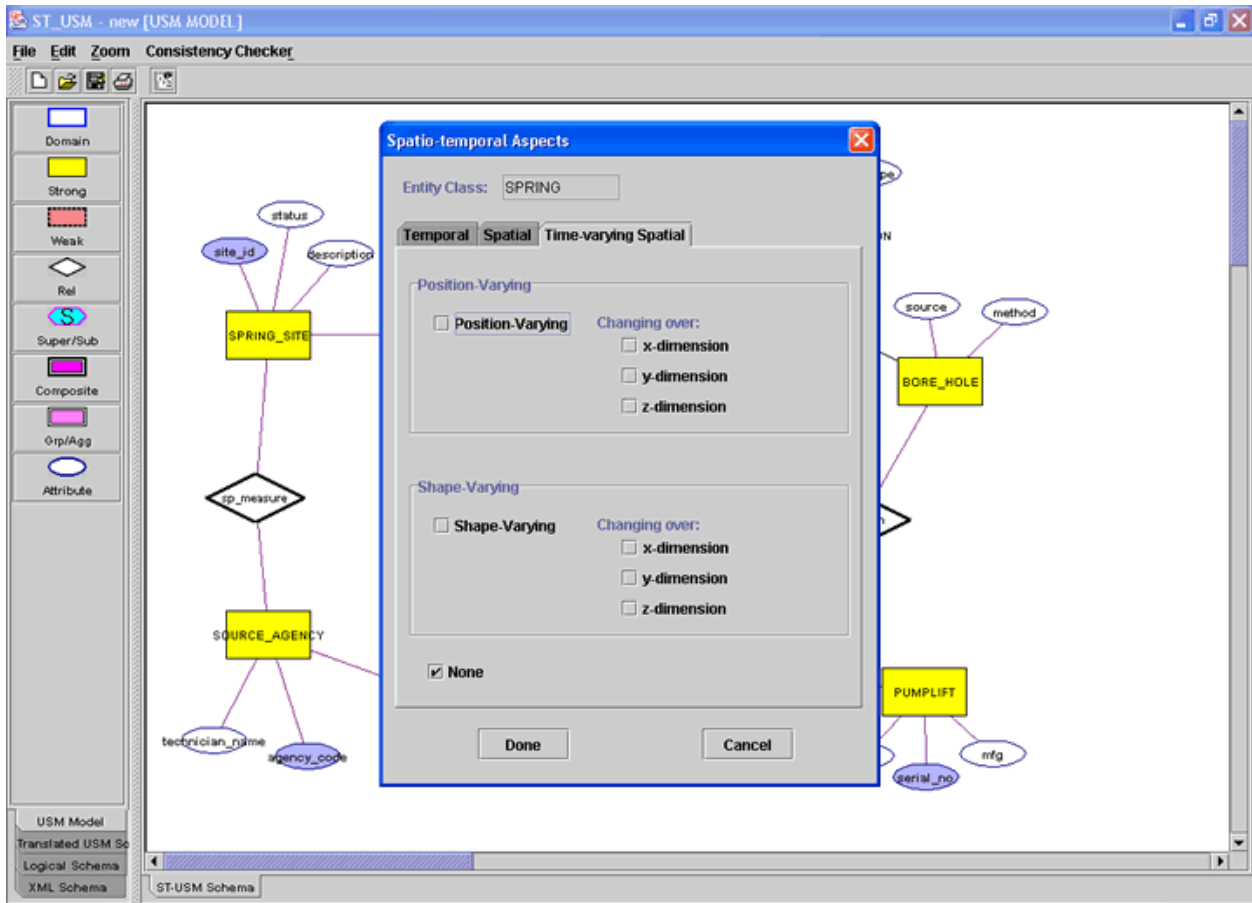 ST_USM - new [USM MODEL]
File Edit Zoom Consistency Checker
Domain
Strong
Weak
Rel
S
Super/Sub
Composite
Grp/Agg
Attribute
USM Model
Translated USM Sc
Logical Schema
XML Schema
status
site_id
description
SPRING_SITE
sp_measure
SOURCE_AGENCY
technician_name
agency_code
Spatio-temporal Aspects
Entity Class: SPRING
Temporal Spatial Time-varying Spatial
Position-Varying
Position-Varying Changing over:
x-dimension
y-dimension
z-dimension
Shape-Varying
Shape-Varying Changing over:
x-dimension
y-dimension
z-dimension
None
Done Cancel
source
method
BORE_HOLE
PUMPLIFT
serial_no
mfg
ST-USM Schema